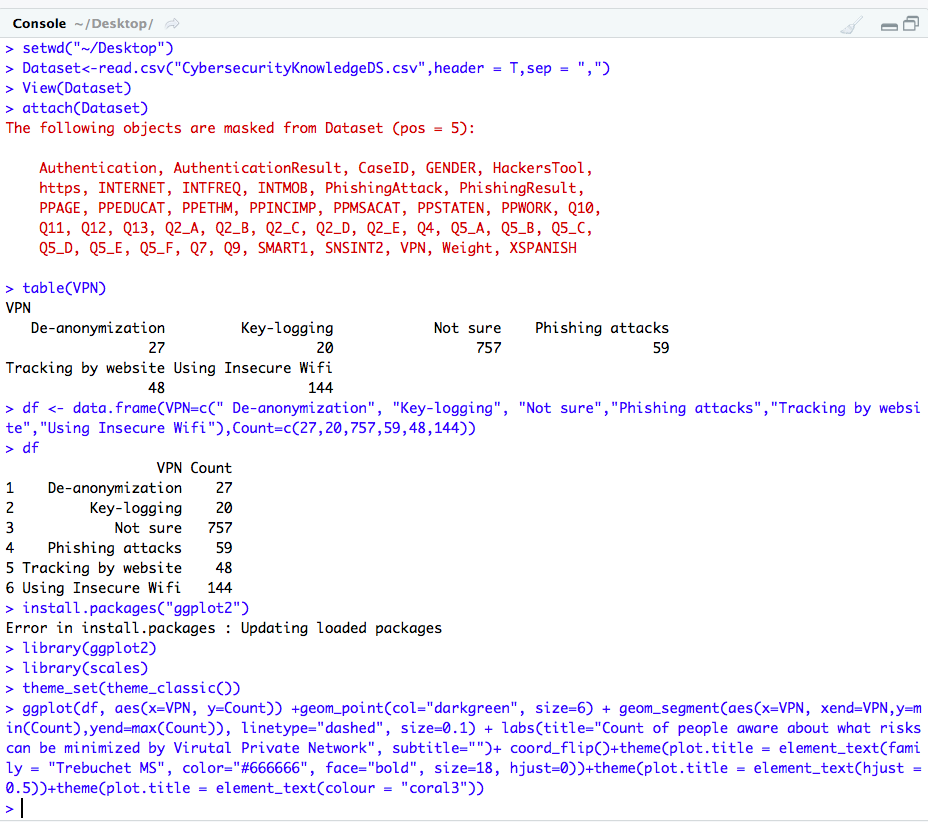 Console ~/Desktop/
> setwd("~/Desktop")
> Dataset<-read.csv("CybersecurityKnowledgeDS.csv",header = T,sep = ",")
> View(Dataset)
> attach(Dataset)
The following objects are masked from Dataset (pos = 5):
Authentication, AuthenticationResult, CaseID, GENDER, HackersTool,
https, INTERNET, INTFREQ, INTMOB, PhishingAttack, PhishingResult,
PPAGE, PPEDUCAT, PPETHM, PPINCIMP, PPMSACAT, PPSTATEN, PPWORK, Q10,
Q11, Q12, Q13, Q2_A, Q2_B, Q2_C, Q2_D, Q2_E, Q4, Q5_A, Q5_B, Q5_C,
Q5_D, Q5_E, Q5_F, Q7, Q9, SMART1, SNSINT2, VPN, Weight, XSPANISH
> table(VPN)
VPN
De-anonymization Key-logging Not sure Phishing attacks
27 20 757 59
Tracking by website Using Insecure Wifi
48 144
> df <- data.frame(VPN=c(" De-anonymization", "Key-logging", "Not sure","Phishing attacks","Tracking by websi
te","Using Insecure Wifi"),Count=c(27,20,757,59,48,144))
> df
VPN Count
1 De-anonymization 27
2 Key-logging 20
3 Not sure 757
4 Phishing attacks 59
5 Tracking by website 48
6 Using Insecure Wifi 144
> install.packages("ggplot2")
Error in install.packages : Updating loaded packages
> library(ggplot2)
> library(scales)
> theme_set(theme_classic())
> ggplot(df, aes(x=VPN, y=Count)) +geom_point(col="darkgreen", size=6) + geom_segment(aes(x=VPN, xend=VPN,y=m
in(Count),yend=max(Count)), linetype="dashed", size=0.1) + labs(title="Count of people aware about what risks
can be minimized by Virutal Private Network", subtitle="")+ coord_flip()+theme(plot.title = element_text(fami
ly = "Trebuchet MS", color="#666666", face="bold", size=18, hjust=0))+theme(plot.title = element_text(hjust =
0.5))+theme(plot.title = element_text(colour = "coral3"))
>